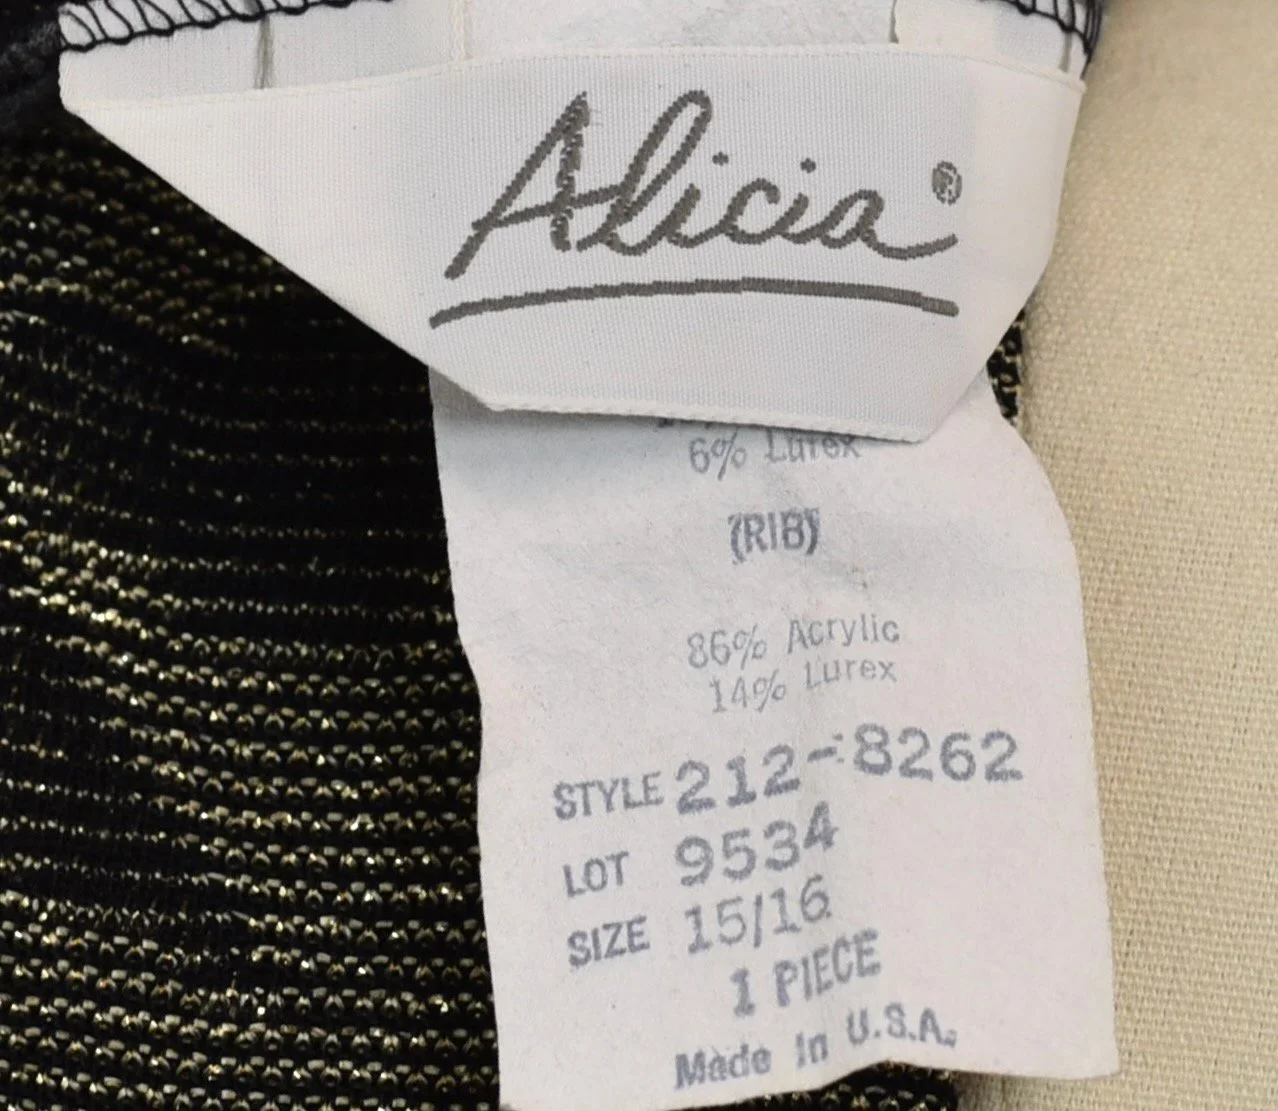 Alicia®
6% Lurex
(RIB)
86% Acrylic
14% Lurex
STYLE 212-8262
LOT 9534
SIZE 15/16
1 PIECE
Made In U.S.A.